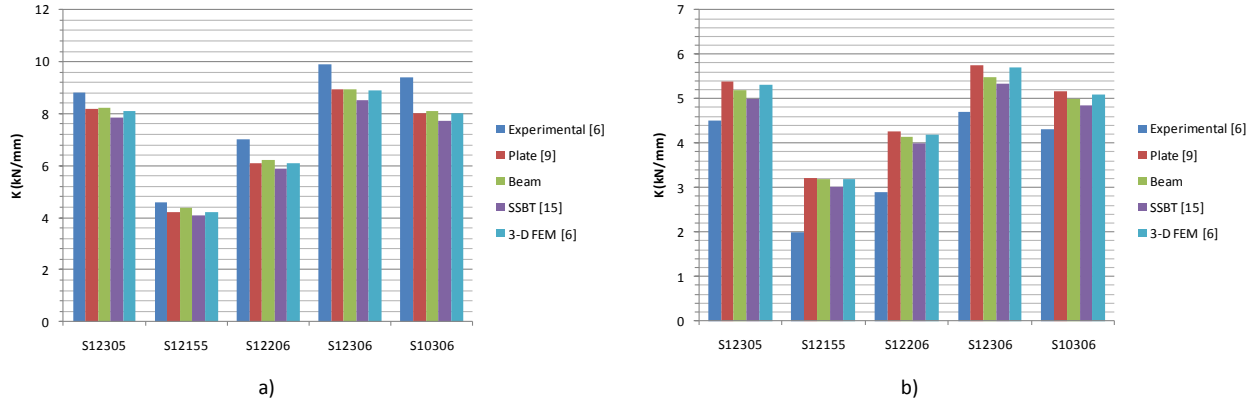 K (kN/mm)
12
10
8
6
4
2
0
S12305 S12155 S12206 S12306 S10306
Experimental [6]
Plate [9]
Beam
SSBT [15]
3-D FEM [6]
a)
K (kN/mm)
7
6
5
4
3
2
1
0
S12305 S12155 S12206 S12306 S10306
Experimental [6]
Plate [9]
Beam
SSBT [15]
3-D FEM [6]
b)